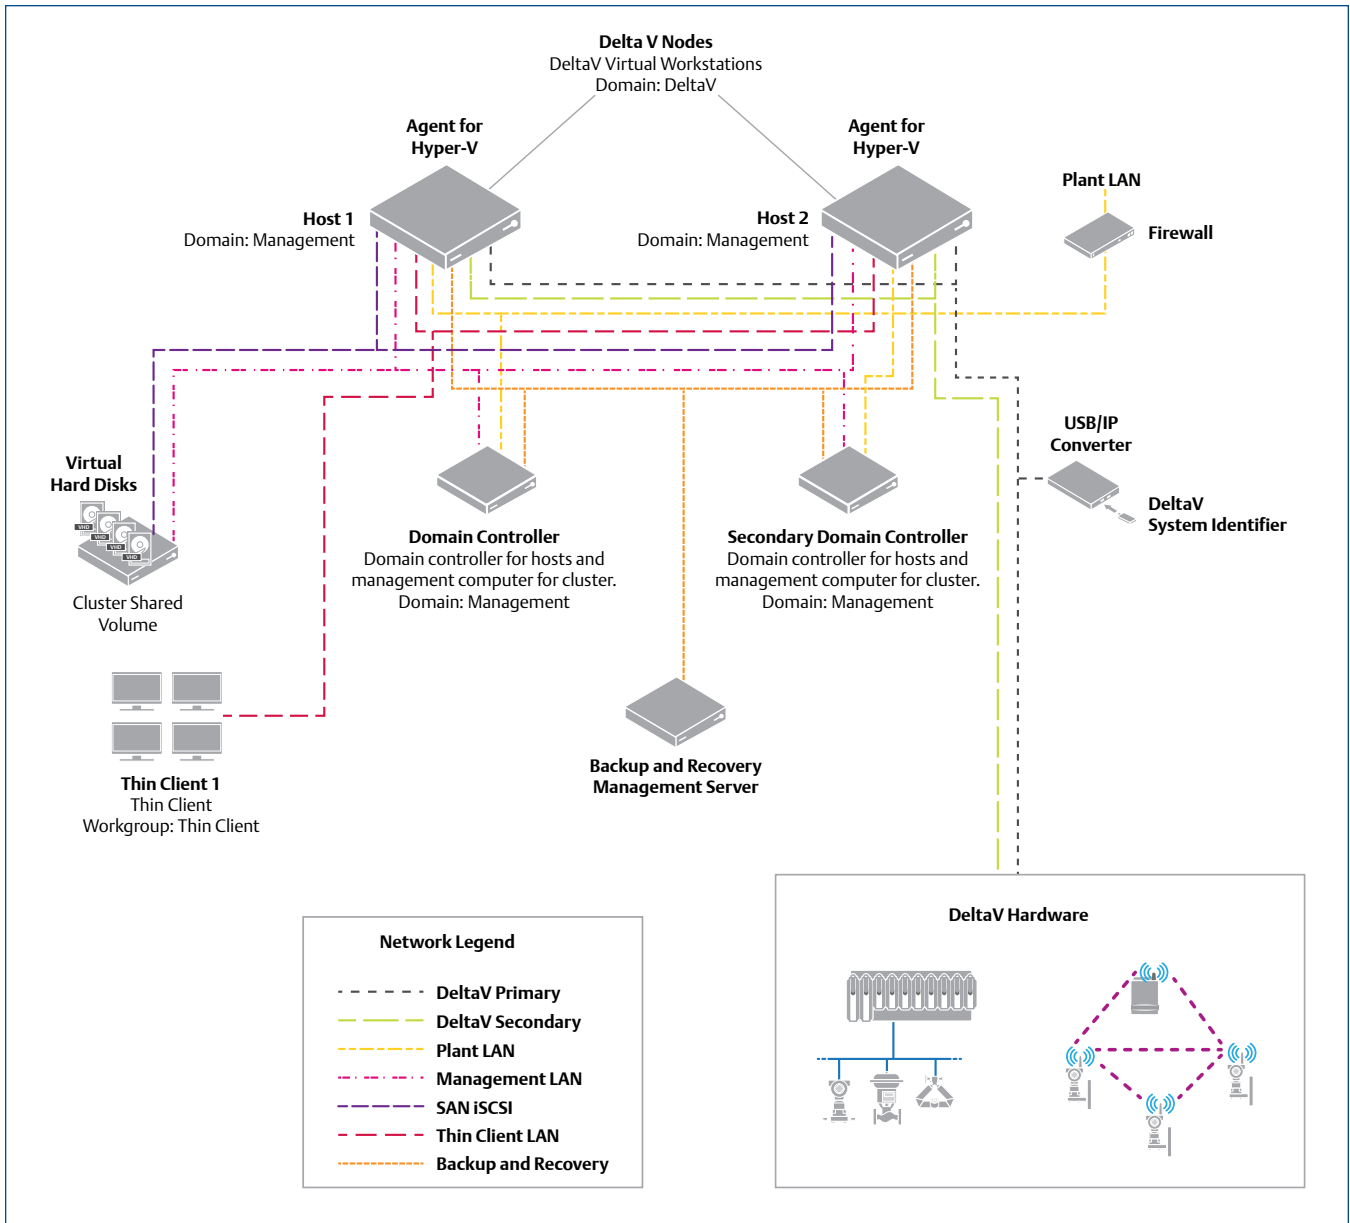 Delta V Nodes
DeltaV Virtual Workstations
Domain: DeltaV
Agent for
Hyper-V
Agent for
Hyper-V
Host 1
Domain: Management
Host 2
Domain: Management
Plant LAN
Firewall
USB/IP
Converter
DeltaV
System Identifier
Virtual
Hard Disks
VHD
VHD
VHD
VHD
Cluster Shared
Volume
Domain Controller
Domain controller for hosts and
management computer for cluster.
Domain: Management
Secondary Domain Controller
Domain controller for hosts and
management computer for cluster.
Domain: Management
Thin Client 1
Thin Client
Workgroup: Thin Client
Backup and Recovery
Management Server
Network Legend
DeltaV Primary
DeltaV Secondary
Plant LAN
Management LAN
SAN iSCSI
Thin Client LAN
Backup and Recovery
DeltaV Hardware